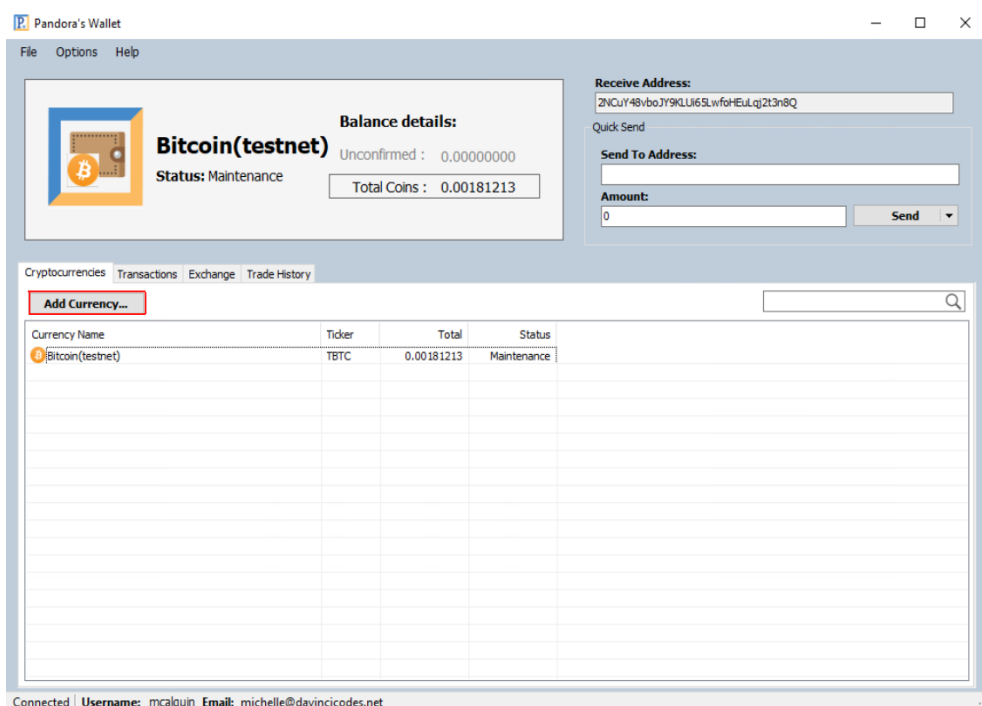 Pandora's Wallet
File Options Help
Bitcoin(testnet)
Status: Maintenance
Balance details:
Unconfirmed : 0.00000000
Total Coins : 0.00181213
Receive Address:
2NCuY48vboJY9KLUi65LwfoHEuLqj2t3n8Q
Quick Send
Send To Address:
Amount:
0
Send
Cryptocurrencies Transactions Exchange Trade History
Add Currency...
Currency Name Ticker Total Status
Bitcoin(testnet) TBTC 0.00181213 Maintenance
Connected Username: mcalquin Email: michelle@davincicodes.net